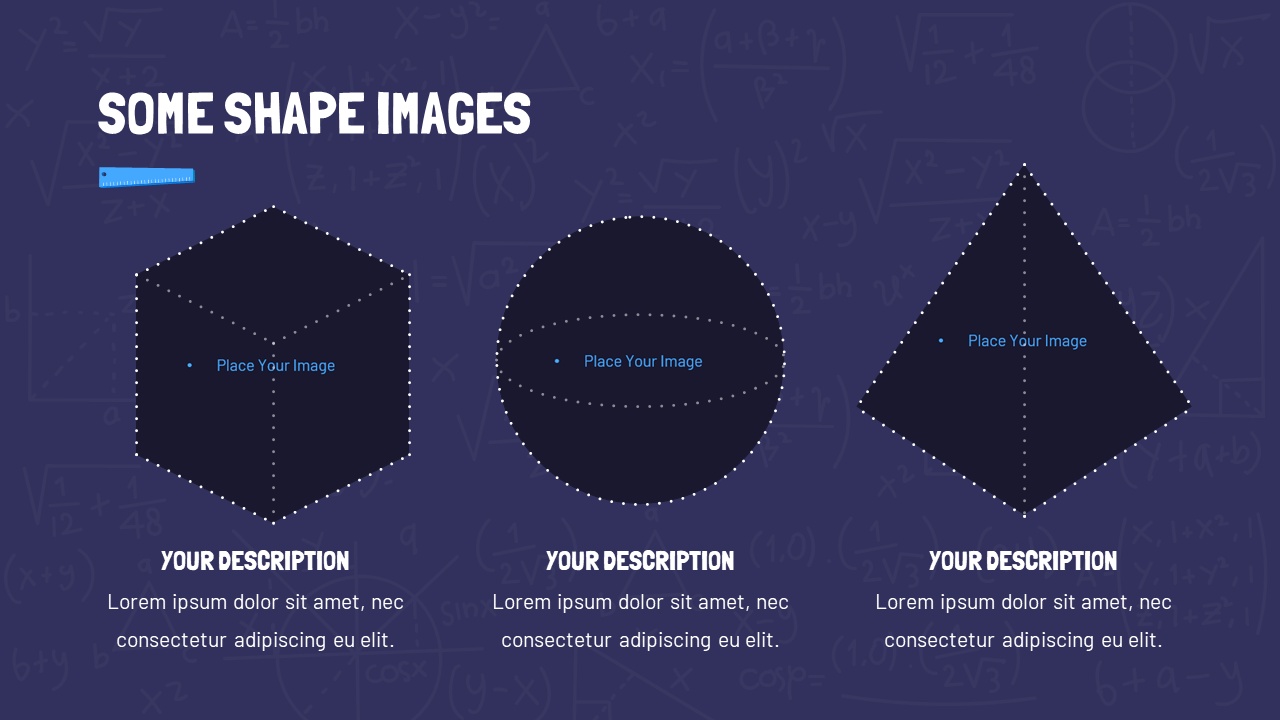 SOME SHAPE IMAGES
• Place Your Image
• Place Your Image
• Place Your Image
YOUR DESCRIPTION
Lorem ipsum dolor sit amet, nec
consectetur adipiscing eu elit.
YOUR DESCRIPTION
Lorem ipsum dolor sit amet, nec
consectetur adipiscing eu elit.
YOUR DESCRIPTION
Lorem ipsum dolor sit amet, nec
consectetur adipiscing eu elit.